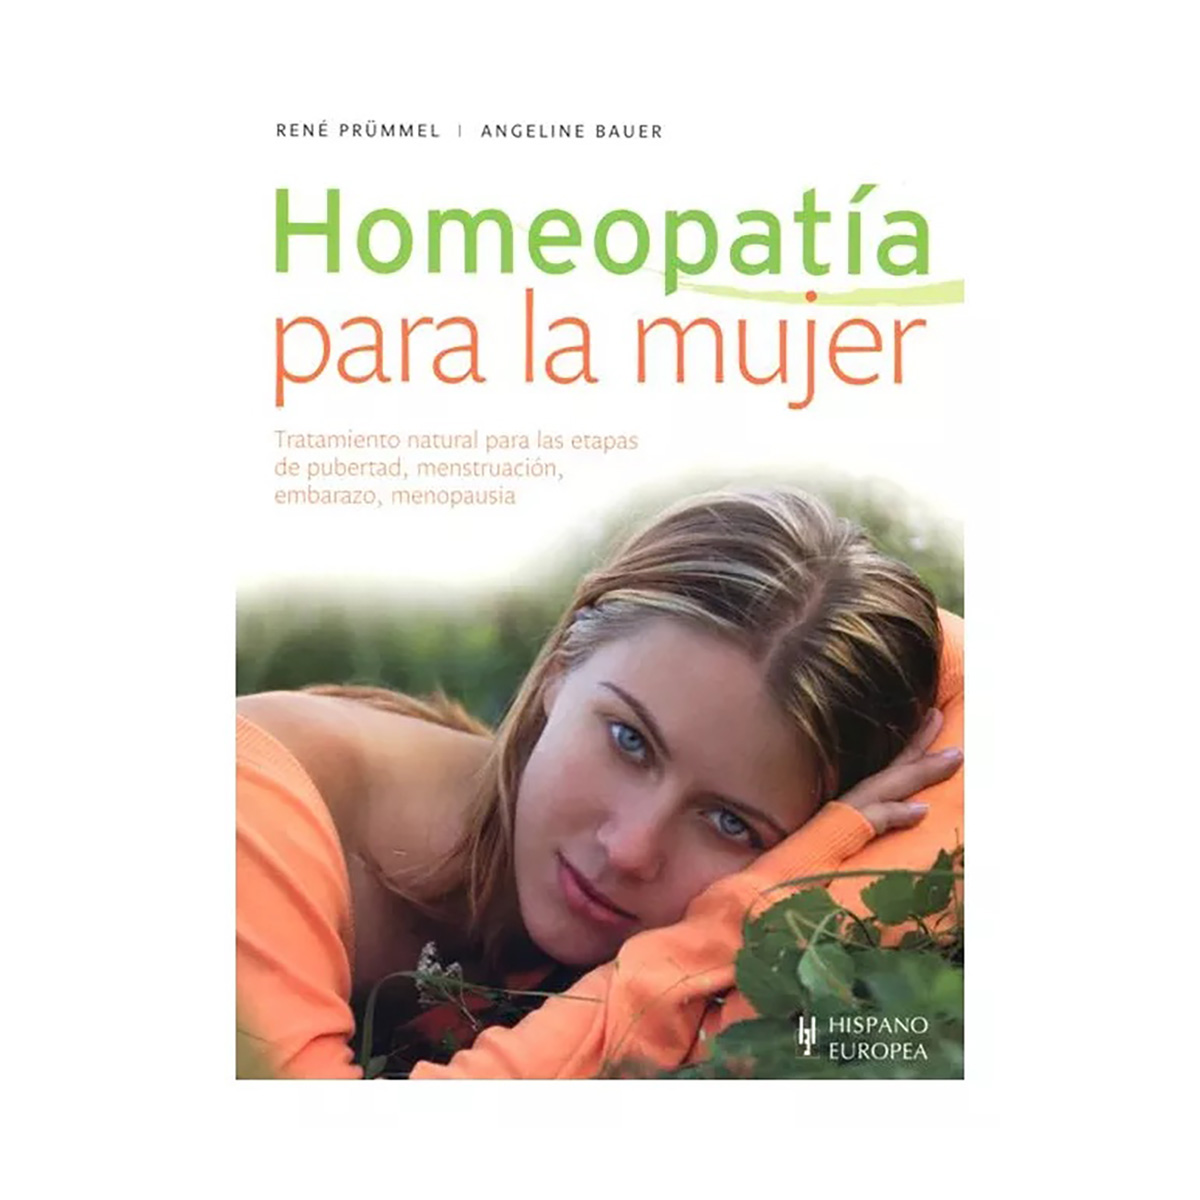 RENÉ PRÜMMEL | ANGELINE BAUER
Homeopatía
para la mujer
Tratamiento natural para las etapas
de pubertad, menstruación,
embarazo, menopausia
HISPANO
EUROPEA